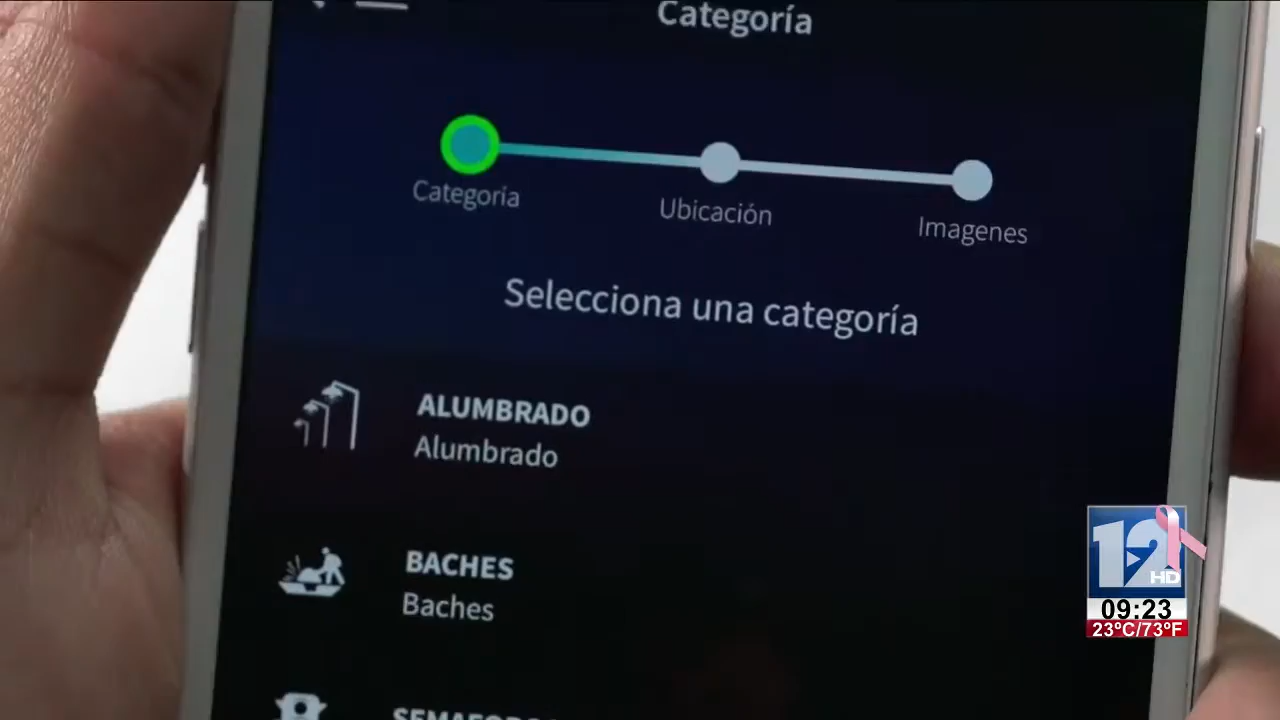 Categoría
Categoría
Ubicación
Imagenes
Selecciona una categoría
ALUMBRADO
Alumbrado
BACHES
Baches
12
HD
09:23
23°C/73°F